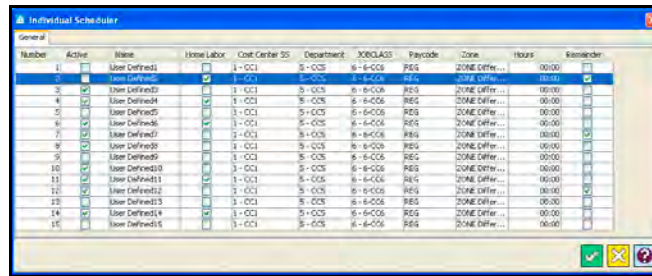 Individual Scheduler
General
Number Active Name Home Labor Cost Center SS Department JOBCLASS Paycode Zone Hours Remainder
1 User Defined1 1 - CC1 5 - CC5 6 - 6-CC6 REG ZONE Differ... 00:00
2 User Defined2 1 - CC1 5 - CC5 6 - 6-CC6 REG ZONE Differ... 00:00
3 User Defined3 1 - CC1 5 - CC5 6 - 6-CC6 REG ZONE Differ... 00:00
4 User Defined4 1 - CC1 5 - CC5 6 - 6-CC6 REG ZONE Differ... 00:00
5 User Defined5 1 - CC1 5 - CC5 6 - 6-CC6 REG ZONE Differ... 00:00
6 User Defined6 1 - CC1 5 - CC5 6 - 6-CC6 REG ZONE Differ... 00:00
7 User Defined7 1 - CC1 5 - CC5 6 - 6-CC6 REG ZONE Differ... 00:00
8 User Defined8 1 - CC1 5 - CC5 6 - 6-CC6 REG ZONE Differ... 00:00
9 User Defined9 1 - CC1 5 - CC5 6 - 6-CC6 REG ZONE Differ... 00:00
10 User Defined10 1 - CC1 5 - CC5 6 - 6-CC6 REG ZONE Differ... 00:00
11 User Defined11 1 - CC1 5 - CC5 6 - 6-CC6 REG ZONE Differ... 00:00
12 User Defined12 1 - CC1 5 - CC5 6 - 6-CC6 REG ZONE Differ... 00:00
13 User Defined13 1 - CC1 5 - CC5 6 - 6-CC6 REG ZONE Differ... 00:00
14 User Defined14 1 - CC1 5 - CC5 6 - 6-CC6 REG ZONE Differ... 00:00
15 User Defined15 1 - CC1 5 - CC5 6 - 6-CC6 REG ZONE Differ... 00:00